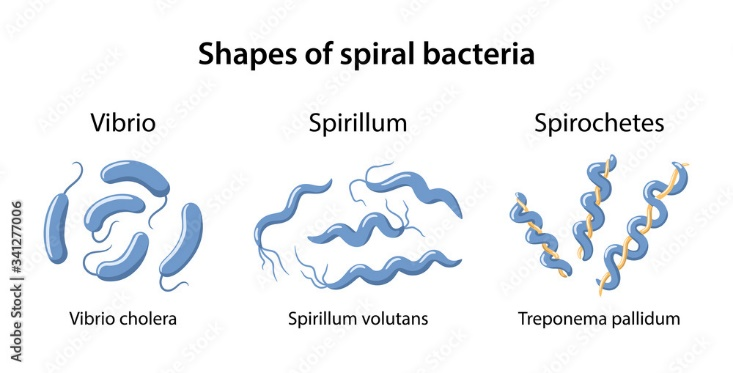 Shapes of spiral bacteria
Vibrio
Spirillum
Spirochetes
Vibrio cholera
Spirillum volutans
Treponema pallidum
Adobe Stock | #341277006